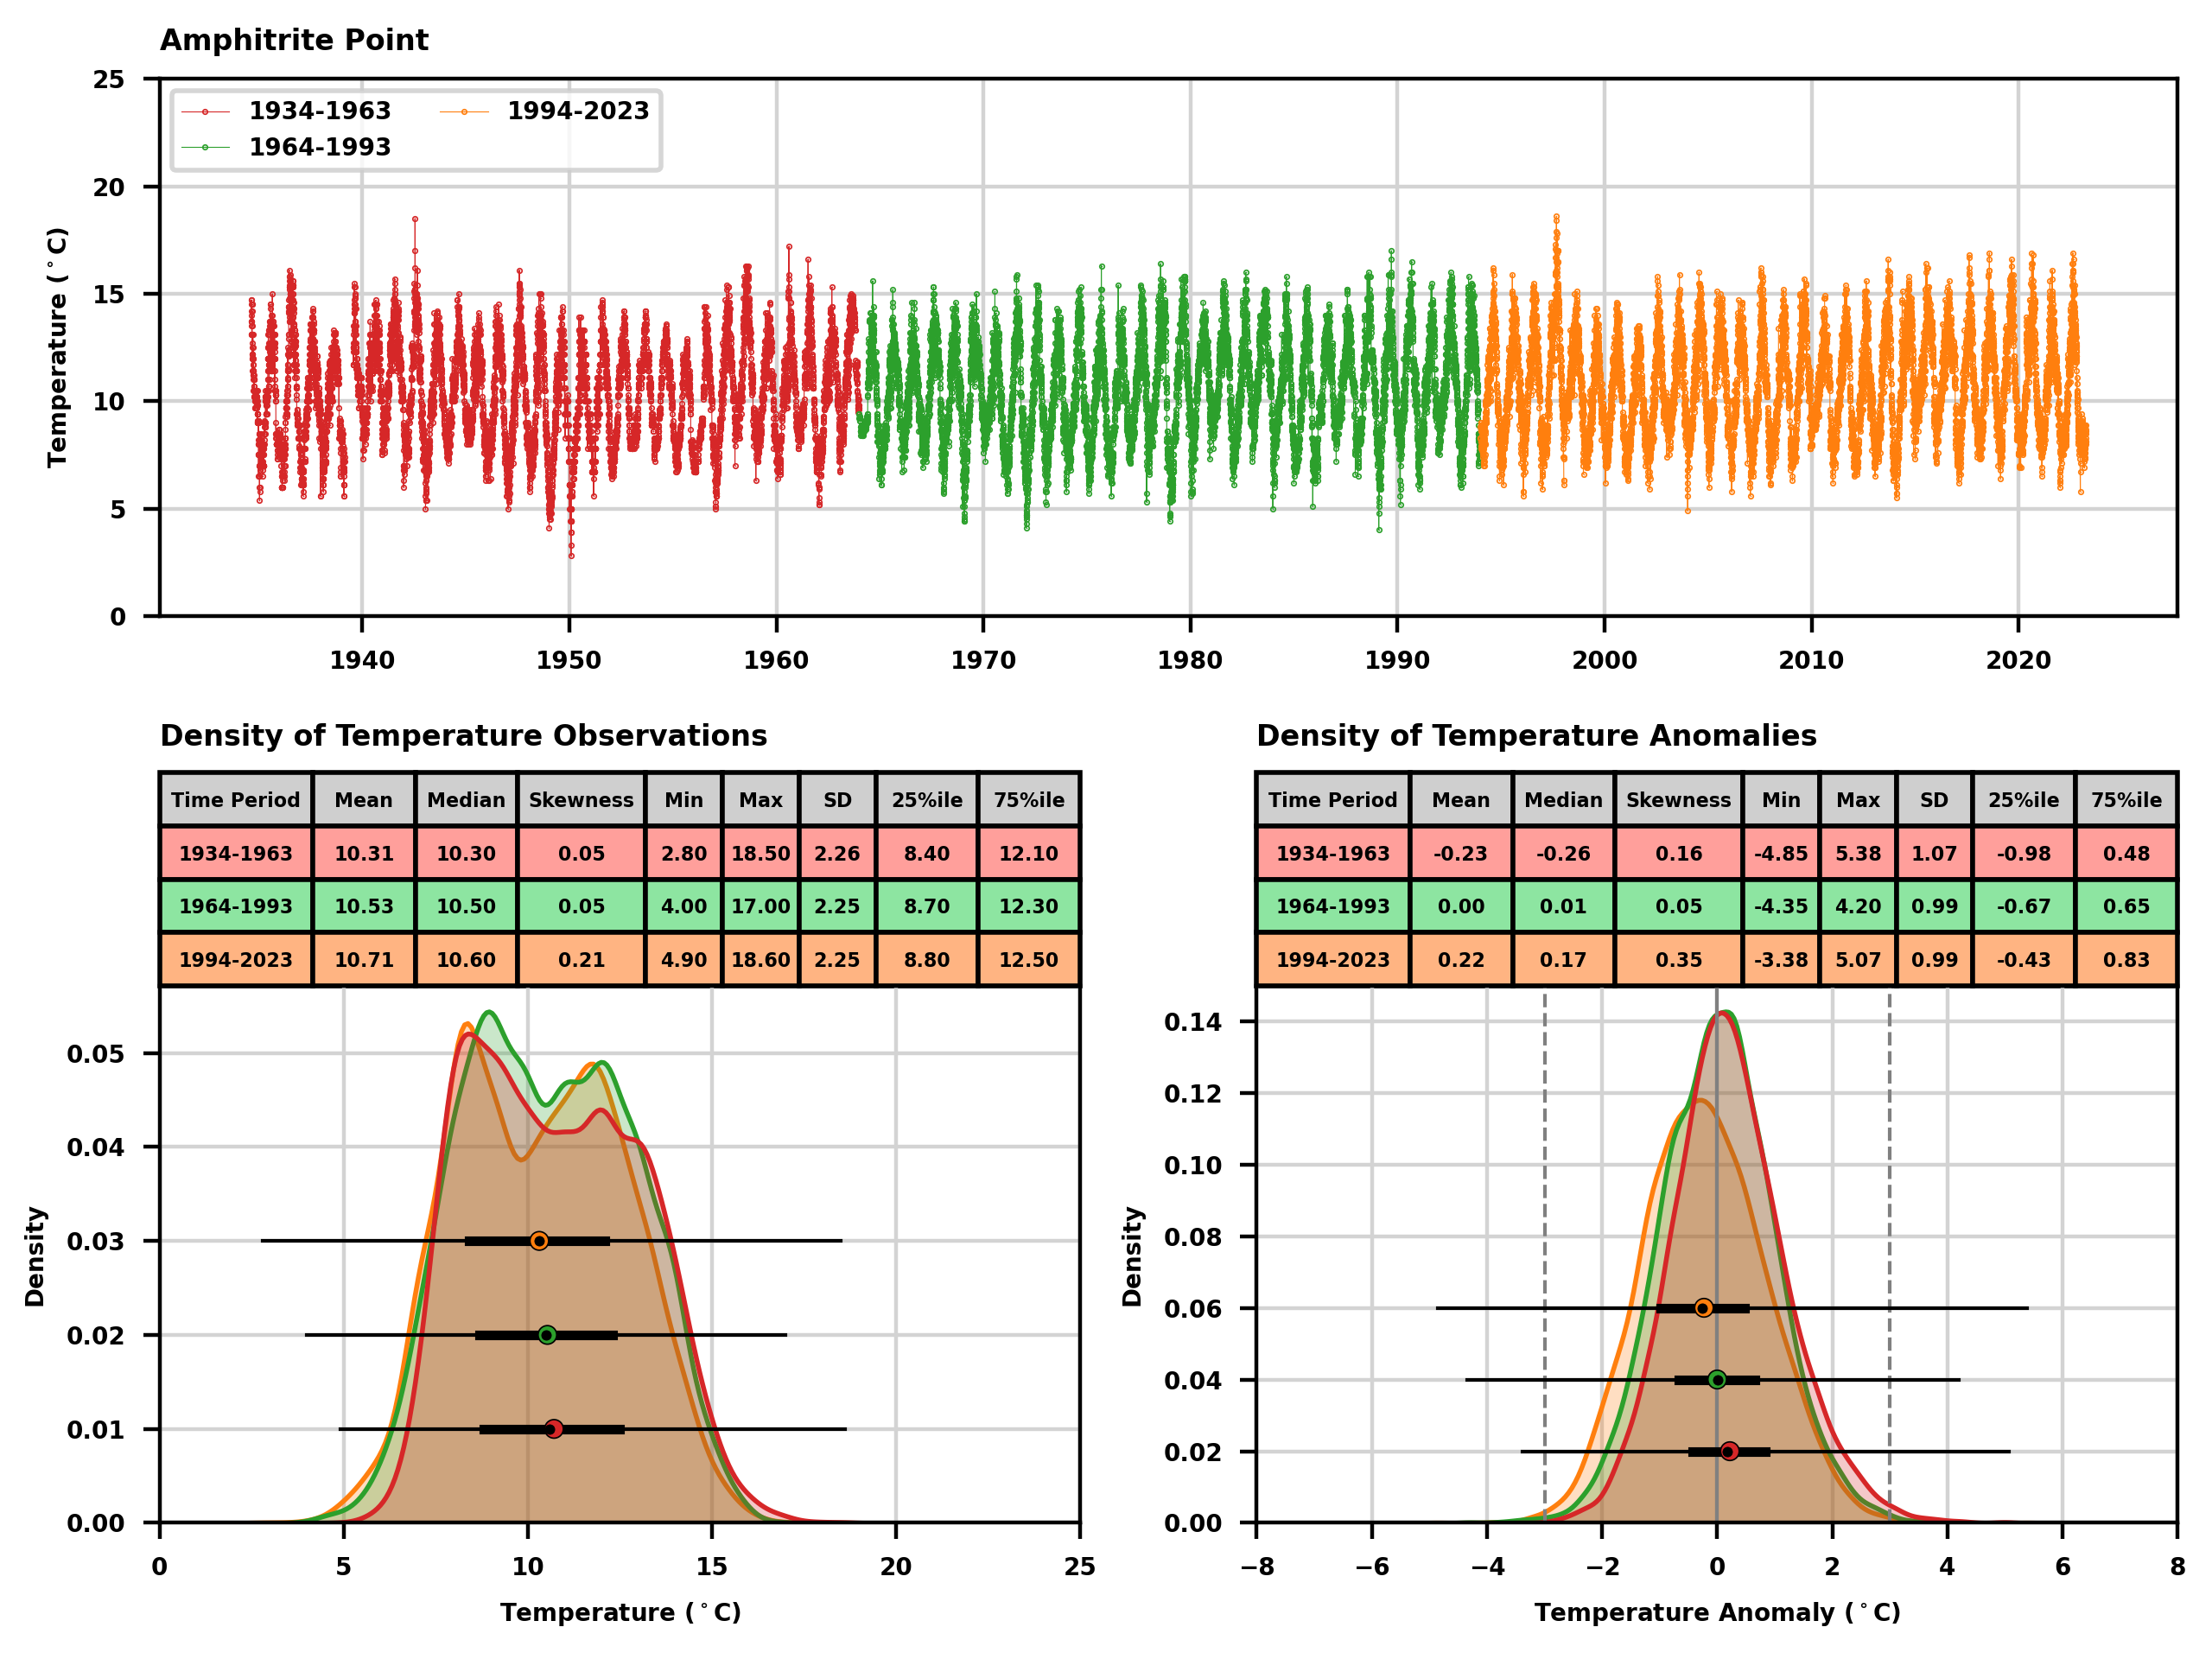 Amphitrite Point
25
20
15
10
5
0
Temperature (°C)
1934-1963 1994-2023
1964-1993
1940 1950 1960 1970 1980 1990 2000 2010 2020
Density of Temperature Observations
Time Period Mean Median Skewness Min Max SD 25%ile 75%ile
1934-1963 10.31 10.30 0.05 2.80 18.50 2.26 8.40 12.10
1964-1993 10.53 10.50 0.05 4.00 17.00 2.25 8.70 12.30
1994-2023 10.71 10.60 0.21 4.90 18.60 2.25 8.80 12.50
0.05
0.04
0.03
0.02
0.01
0.00
Density
0 5 10 15 20 25
Temperature (°C)
Density of Temperature Anomalies
Time Period Mean Median Skewness Min Max SD 25%ile 75%ile
1934-1963 -0.23 -0.26 0.16 -4.85 5.38 1.07 -0.98 0.48
1964-1993 0.00 0.01 0.05 -4.35 4.20 0.99 -0.67 0.65
1994-2023 0.22 0.17 0.35 -3.38 5.07 0.99 -0.43 0.83
0.14
0.12
0.10
0.08
0.06
0.04
0.02
0.00
Density
−8 −6 −4 −2 0 2 4 6 8
Temperature Anomaly (°C)